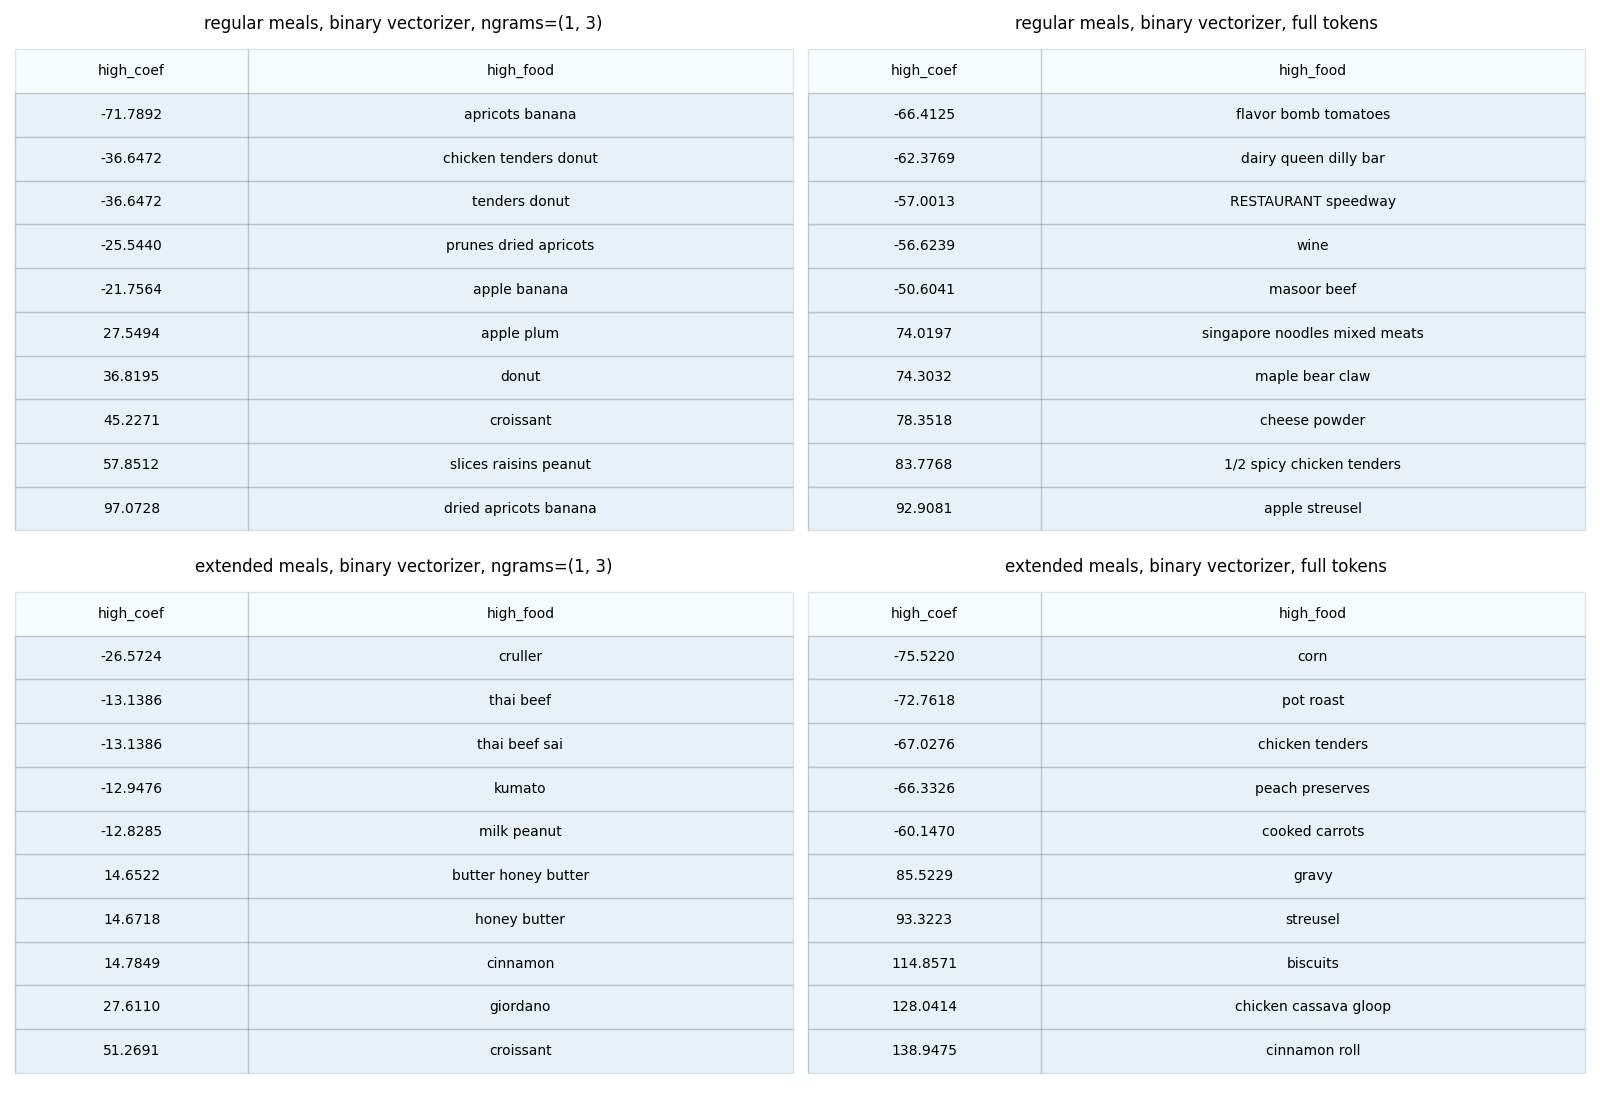 regular meals, binary vectorizer, ngrams=(1, 3)
high_coef high_food
-71.7892 apricots banana
-36.6472 chicken tenders donut
-36.6472 tenders donut
-25.5440 prunes dried apricots
-21.7564 apple banana
27.5494 apple plum
36.8195 donut
45.2271 croissant
57.8512 slices raisins peanut
97.0728 dried apricots banana
regular meals, binary vectorizer, full tokens
high_coef high_food
-66.4125 flavor bomb tomatoes
-62.3769 dairy queen dilly bar
-57.0013 RESTAURANT speedway
-56.6239 wine
-50.6041 masoor beef
74.0197 singapore noodles mixed meats
74.3032 maple bear claw
78.3518 cheese powder
83.7768 1/2 spicy chicken tenders
92.9081 apple streusel
extended meals, binary vectorizer, ngrams=(1, 3)
high_coef high_food
-26.5724 cruller
-13.1386 thai beef
-13.1386 thai beef sai
-12.9476 kumato
-12.8285 milk peanut
14.6522 butter honey butter
14.6718 honey butter
14.7849 cinnamon
27.6110 giordano
51.2691 croissant
extended meals, binary vectorizer, full tokens
high_coef high_food
-75.5220 corn
-72.7618 pot roast
-67.0276 chicken tenders
-66.3326 peach preserves
-60.1470 cooked carrots
85.5229 gravy
93.3223 streusel
114.8571 biscuits
128.0414 chicken cassava gloop
138.9475 cinnamon roll